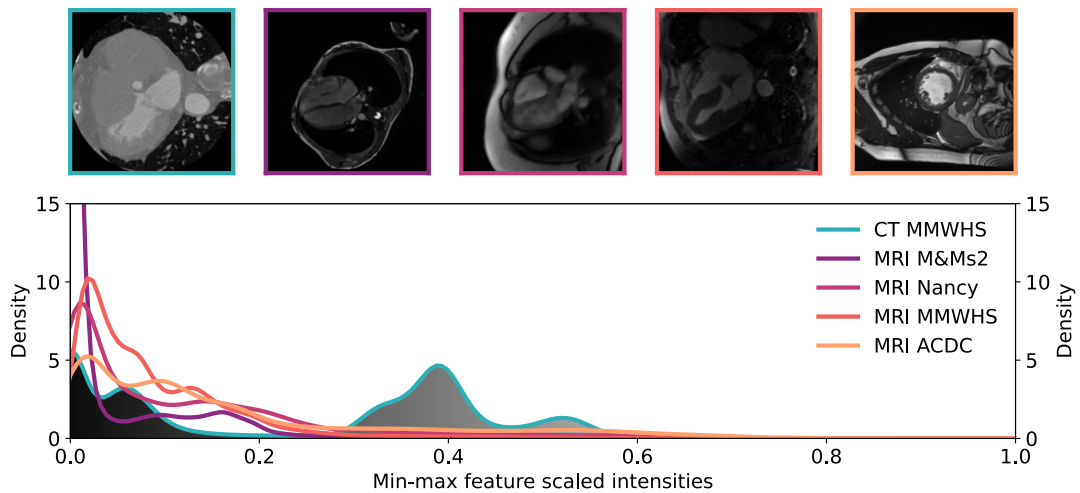 15
10
5
0
Density
15
10
5
0
Density
CT MMWHS
MRI M&Ms2
MRI Nancy
MRI MMWHS
MRI ACDC
0.0 0.2 0.4 0.6 0.8 1.0
Min-max feature scaled intensities